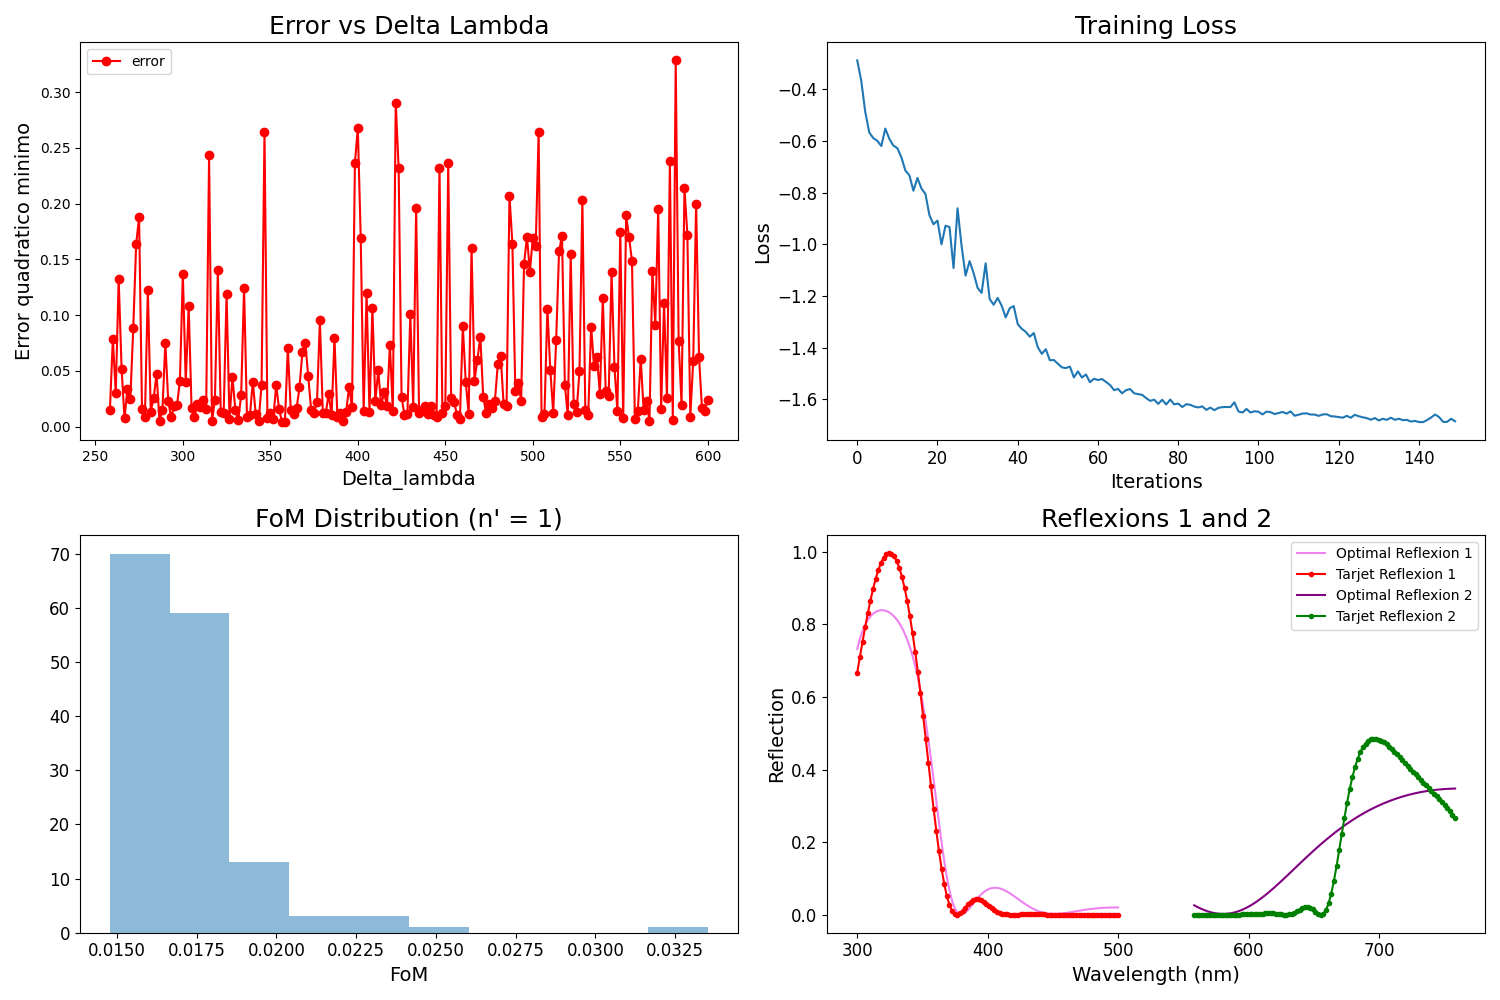 Error vs Delta Lambda
error
0.30
0.25
0.20
0.15
0.10
0.05
0.00
Error quadratico minimo
250 300 350 400 450 500 550 600
Delta_lambda
Training Loss
−0.4
−0.6
−0.8
−1.0
−1.2
−1.4
−1.6
Loss
0 20 40 60 80 100 120 140
Iterations
FoM Distribution (n' = 1)
70
60
50
40
30
20
10
0
0.0150 0.0175 0.0200 0.0225 0.0250 0.0275 0.0300 0.0325
FoM
Reflexions 1 and 2
Optimal Reflexion 1
Tarjet Reflexion 1
Optimal Reflexion 2
Tarjet Reflexion 2
1.0
0.8
0.6
0.4
0.2
0.0
Reflection
300 400 500 600 700
Wavelength (nm)